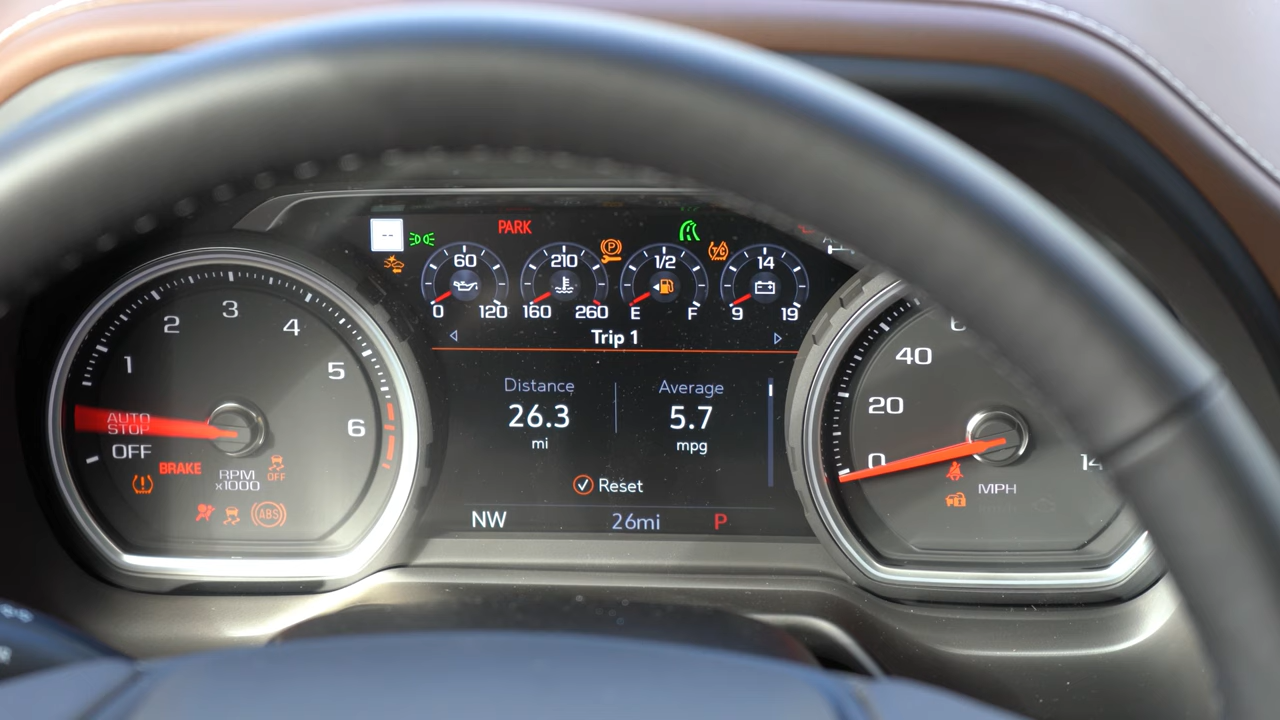 --
PARK
60
0 120
210
160 260
1/2
E F
14
9 19
Trip 1
Distance
26.3
mi
Average
5.7
mpg
Reset
NW
26mi
P
1
2
3
4
5
6
AUTO
STOP
OFF
BRAKE
RPM
x1000
OFF
ABS
P
T/C
0
20
40
MPH